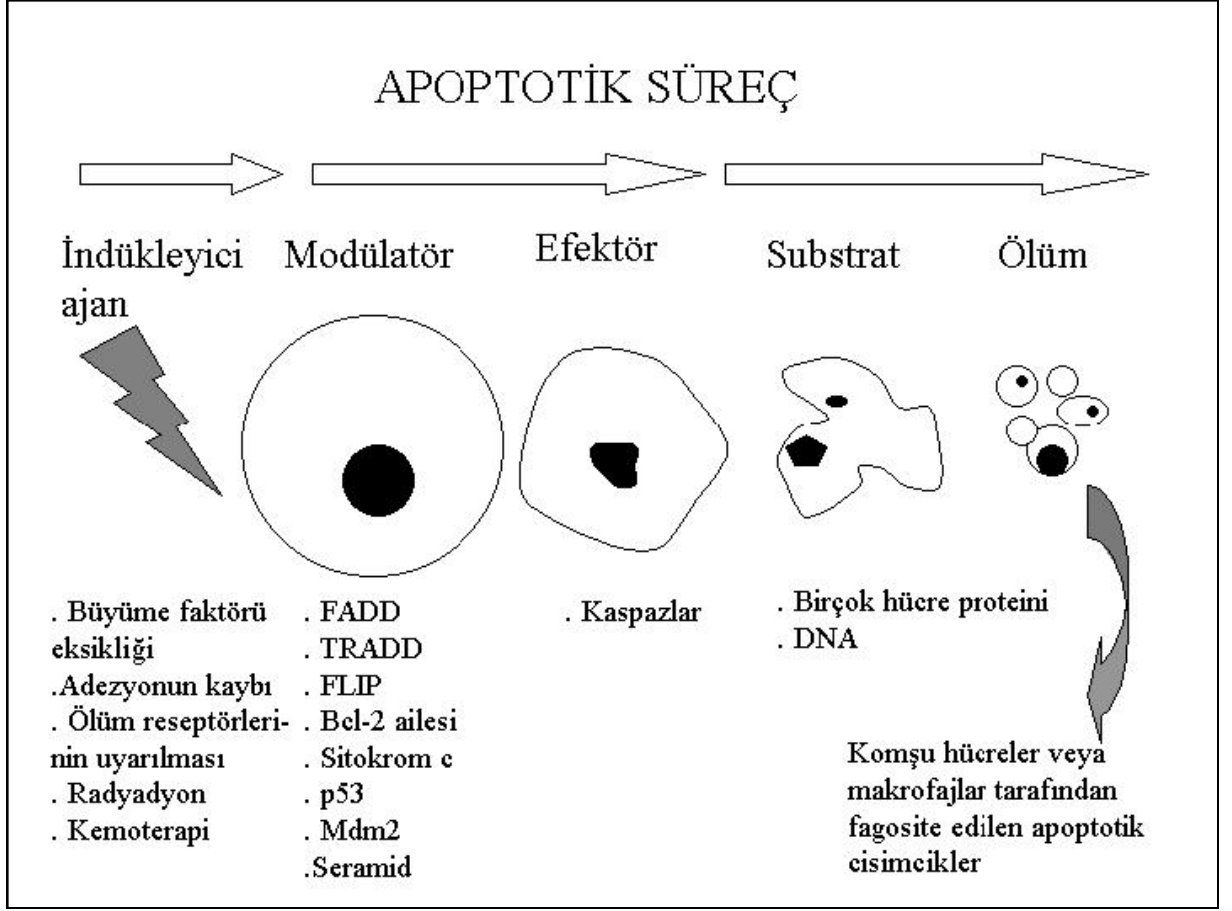 APOPTOTİK SÜREÇ
İndükleyici
ajan
Modülatör
Efektör
Substrat
Ölüm
. Büyüme faktörü
eksikliği
.Adezyonun kaybı
. Ölüm reseptörleri-
nin uyarılması
. Radyadyon
. Kemoterapi
. FADD
. TRADD
. FLIP
. Bcl-2 ailesi
. Sitokrom c
. p53
. Mdm2
.Seramid
. Kaspazlar
. Birçok hücre proteini
. DNA
Komşu hücreler veya
makrofajlar tarafından
fagosite edilen apoptotik
cisimcikler